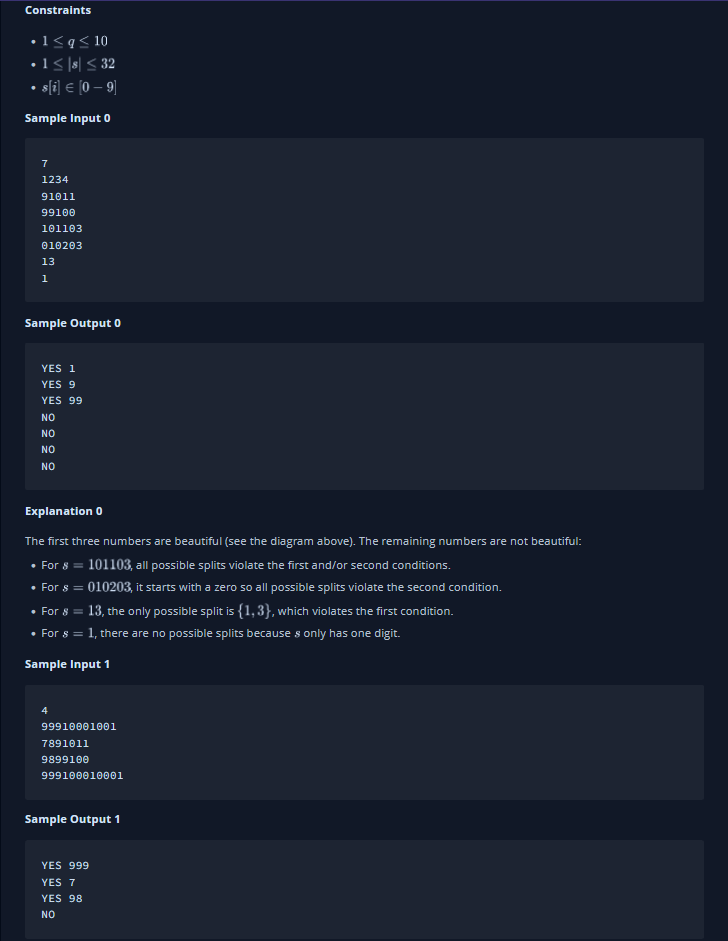 Constraints
• 1 ≤ q ≤ 10
• 1 ≤ |s| ≤ 32
• s[i] ∈ [0 − 9]
Sample Input 0
7
1234
91011
99100
101103
010203
13
1
Sample Output 0
YES 1
YES 9
YES 99
NO
NO
NO
NO
Explanation 0
The first three numbers are beautiful (see the diagram above). The remaining numbers are not beautiful:
• For s = 101103, all possible splits violate the first and/or second conditions.
• For s = 010203, it starts with a zero so all possible splits violate the second condition.
• For s = 13, the only possible split is {1, 3}, which violates the first condition.
• For s = 1, there are no possible splits because s only has one digit.
Sample Input 1
4
99910001001
7891011
9899100
999100010001
Sample Output 1
YES 999
YES 7
YES 98
NO